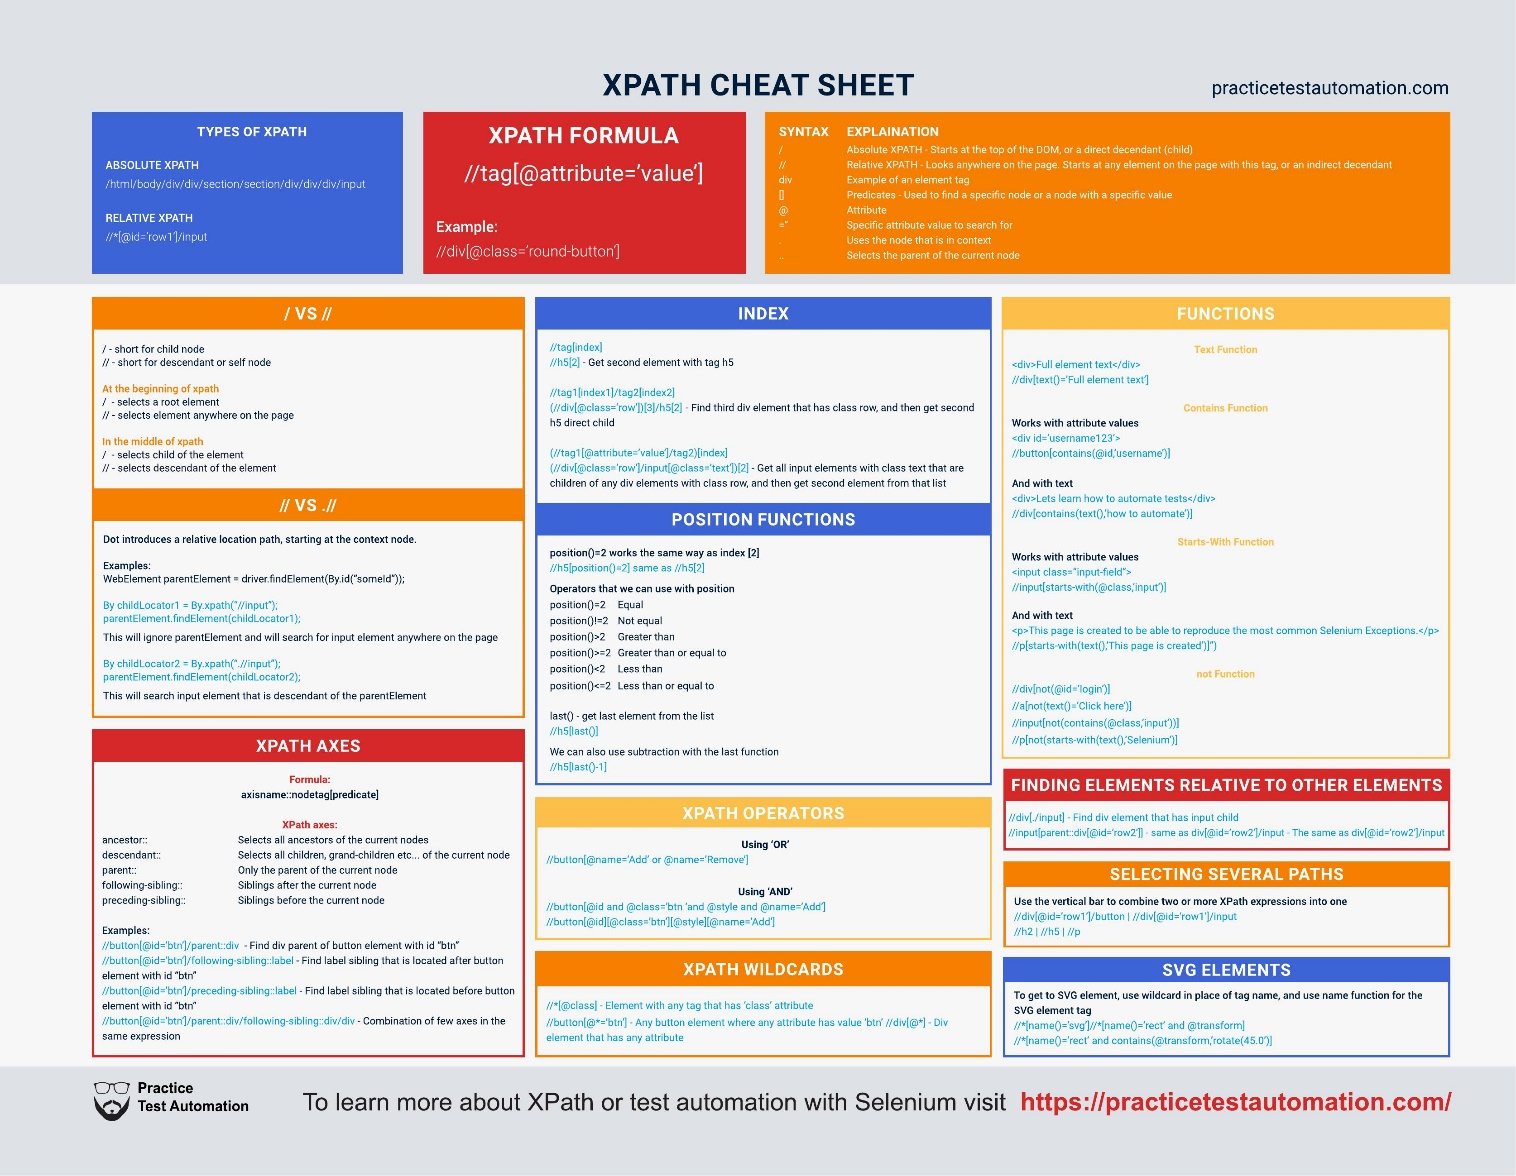 XPATH CHEAT SHEET
practicetestautomation.com
TYPES OF XPATH
ABSOLUTE XPATH
/html/body/div/div/section/section/div/div/div/input
RELATIVE XPATH
//*[@id=‘row1’]/input
XPATH FORMULA
//tag[@attribute=‘value’]
Example:
//div[@class=‘round-button’]
SYNTAX EXPLAINATION
/ Absolute XPATH - Starts at the top of the DOM, or a direct decendant (child)
// Relative XPATH - Looks anywhere on the page. Starts at any element on the page with this tag, or an indirect decendant
div Example of an element tag
[] Predicates - Used to find a specific node or a node with a specific value
@ Attribute
=” Specific attribute value to search for
. Uses the node that is in context
.. Selects the parent of the current node
/ VS //
/ - short for child node
// - short for descendant or self node
At the beginning of xpath
/ - selects a root element
// - selects element anywhere on the page
In the middle of xpath
/ - selects child of the element
// - selects descendant of the element
// VS .//
Dot introduces a relative location path, starting at the context node.
Examples:
WebElement parentElement = driver.findElement(By.id(“someId”));
By childLocator1 = By.xpath(“//input”);
parentElement.findElement(childLocator1);
This will ignore parentElement and will search for input element anywhere on the page
By childLocator2 = By.xpath(“.//input”);
parentElement.findElement(childLocator2);
This will search input element that is descendant of the parentElement
XPATH AXES
Formula:
axisname::nodetag[predicate]
XPath axes:
ancestor:: Selects all ancestors of the current nodes
descendant:: Selects all children, grand-children etc... of the current node
parent:: Only the parent of the current node
following-sibling:: Siblings after the current node
preceding-sibling:: Siblings before the current node
Examples:
//button[@id=‘btn’]/parent::div - Find div parent of button element with id “btn”
//button[@id=‘btn’]/following-sibling::label - Find label sibling that is located after button
element with id “btn”
//button[@id=‘btn’]/preceding-sibling::label - Find label sibling that is located before button
element with id “btn”
//button[@id=‘btn’]/parent::div/following-sibling::div/div - Combination of few axes in the
same expression
INDEX
//tag[index]
//h5[2] - Get second element with tag h5
//tag1[index1]/tag2[index2]
(//div[@class=‘row’])[3]/h5[2] - Find third div element that has class row, and then get second
h5 direct child
(//tag1[@attribute=‘value’]/tag2)[index]
(//div[@class=‘row’]/input[@class=‘text’])[2] - Get all input elements with class text that are
children of any div elements with class row, and then get second element from that list
POSITION FUNCTIONS
position()=2 works the same way as index [2]
//h5[position()=2] same as //h5[2]
Operators that we can use with position
position()=2 Equal
position()!=2 Not equal
position()>2 Greater than
position()>=2 Greater than or equal to
position()<2 Less than
position()<=2 Less than or equal to
last() - get last element from the list
//h5[last()]
We can also use subtraction with the last function
//h5[last()-1]
XPATH OPERATORS
Using ‘OR’
//button[@name=‘Add’ or @name=‘Remove’]
Using ‘AND’
//button[@id and @class=‘btn ’and @style and @name=‘Add’]
//button[@id][@class=‘btn’][@style][@name=‘Add’]
XPATH WILDCARDS
//*[@class] - Element with any tag that has ‘class’ attribute
//button[@*=‘btn’] - Any button element where any attribute has value ‘btn’ //div[@*] - Div
element that has any attribute
FUNCTIONS
Text Function
<div>Full element text</div>
//div[text()=‘Full element text’]
Contains Function
Works with attribute values
<div id=‘username123’>
//button[contains(@id,‘username’)]
And with text
<div>Lets learn how to automate tests</div>
//div[contains(text(),‘how to automate’)]
Starts-With Function
Works with attribute values
<input class=“input-field”>
//input[starts-with(@class,‘input’)]
And with text
<p>This page is created to be able to reproduce the most common Selenium Exceptions.</p>
//p[starts-with(text(),‘This page is created’)]”)
not Function
//div[not(@id=‘login’)]
//a[not(text()=‘Click here’)]
//input[not(contains(@class,‘input’))]
//p[not(starts-with(text(),‘Selenium’)]
FINDING ELEMENTS RELATIVE TO OTHER ELEMENTS
//div[./input] - Find div element that has input child
//input[parent::div[@id=‘row2’]] - same as div[@id=‘row2’]/input - The same as div[@id=‘row2’]/input
SELECTING SEVERAL PATHS
Use the vertical bar to combine two or more XPath expressions into one
//div[@id=‘row1’]/button | //div[@id=‘row1’]/input
//h2 | //h5 | //p
SVG ELEMENTS
To get to SVG element, use wildcard in place of tag name, and use name function for the
SVG element tag
//*[name()=‘svg’]//*[name()=‘rect’ and @transform]
//*[name()=‘rect’ and contains(@transform,‘rotate(45.0’)]
Practice
Test Automation
To learn more about XPath or test automation with Selenium visit https://practicetestautomation.com/